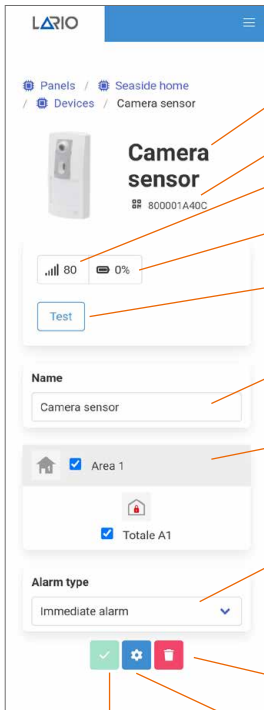 LARIO
Panels / Seaside home
/ Devices / Camera sensor
Camera
sensor
800001A40C
80 0%
Test
Name
Camera sensor
Area 1
Totale A1
Alarm type
Immediate alarm